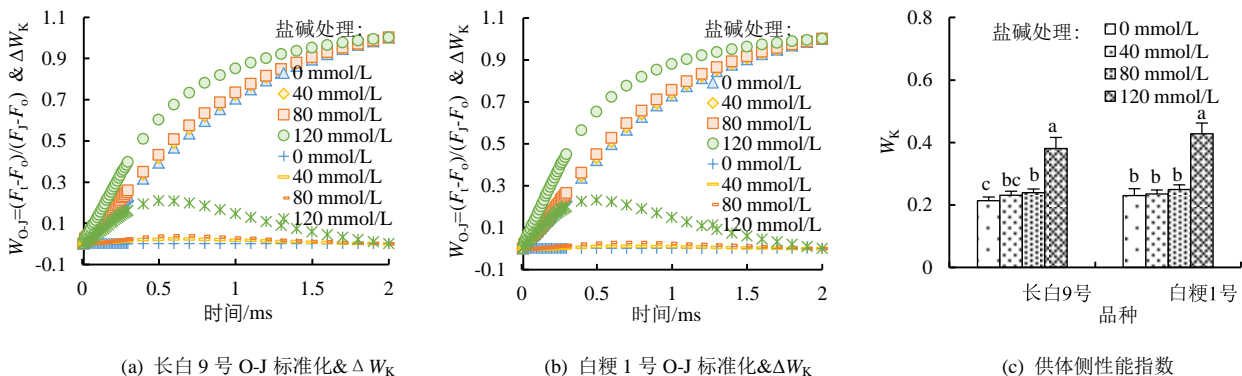 W_O-J=(F_t-F_o)/(F_J-F_o) & ΔW_K
1.1
0.9
0.7
0.5
0.3
0.1
-0.1
盐碱处理:
0 mmol/L
40 mmol/L
80 mmol/L
120 mmol/L
0 mmol/L
40 mmol/L
80 mmol/L
120 mmol/L
0 0.5 1 1.5 2
时间/ms
(a) 长白 9 号 O-J 标准化& Δ W_K
W_O-J=(F_t-F_o)/(F_J-F_o) & ΔW_K
1.1
0.9
0.7
0.5
0.3
0.1
-0.1
盐碱处理:
0 mmol/L
40 mmol/L
80 mmol/L
120 mmol/L
0 mmol/L
40 mmol/L
80 mmol/L
120 mmol/L
0 0.5 1 1.5 2
时间/ms
(b) 白粳 1 号 O-J 标准化&ΔW_K
W_K
0.8
0.6
0.4
0.2
0
盐碱处理:
0 mmol/L
40 mmol/L
80 mmol/L
120 mmol/L
c bc b a
b b b a
长白9号 白粳1号
品种
(c) 供体侧性能指数